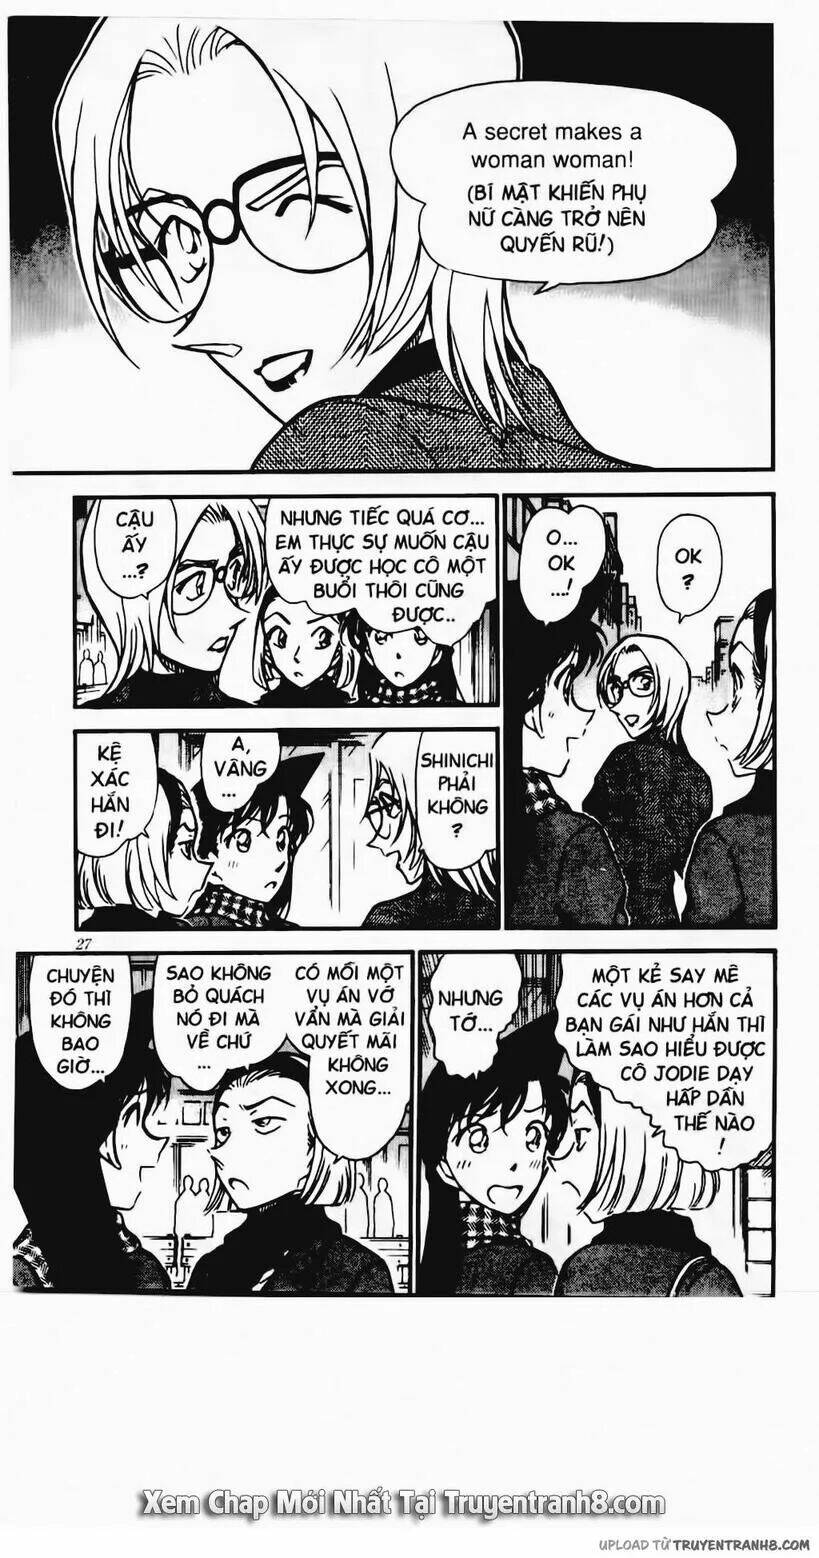 A secret makes a
woman woman!
(BÍ MẬT KHIẾN PHỤ
NỮ CÀNG TRỞ NÊN
QUYẾN RŨ!)
OK
?
O...
OK
...!
NHƯNG TIẾC QUÁ CƠ...
EM THỰC SỰ MUỐN CẬU
ẤY ĐƯỢC HỌC CÔ MỘT
BUỔI THÔI CŨNG
ĐƯỢC..
CẬU
ẤY
...?
SHINICHI
PHẢI
KHÔNG
?
A,
VÂNG
...
KỆ
XÁC
HẮN
ĐI!
27
MỘT KẺ SAY MÊ
CÁC VỤ ÁN HƠN CẢ
BẠN GÁI NHƯ HẮN THÌ
LÀM SAO HIỂU ĐƯỢC
CÔ JODIE DẠY
HẤP DẪN
THẾ NÀO
!
NHƯNG
TỚ...
CÓ MỖI MỘT
VỤ ÁN VỚ
VẨN MÀ GIẢI
QUYẾT MÃI
KHÔNG
XONG...
SAO KHÔNG
BỎ QUÁCH
NÓ ĐI MÀ
VỀ CHỨ
...
CHUYỆN
ĐÓ THÌ
KHÔNG
BAO
GIỜ...
Xem Chap Mới Nhất Tại Truyentranh8.com
UPLOAD TỪ TRUYENTRANH8.COM